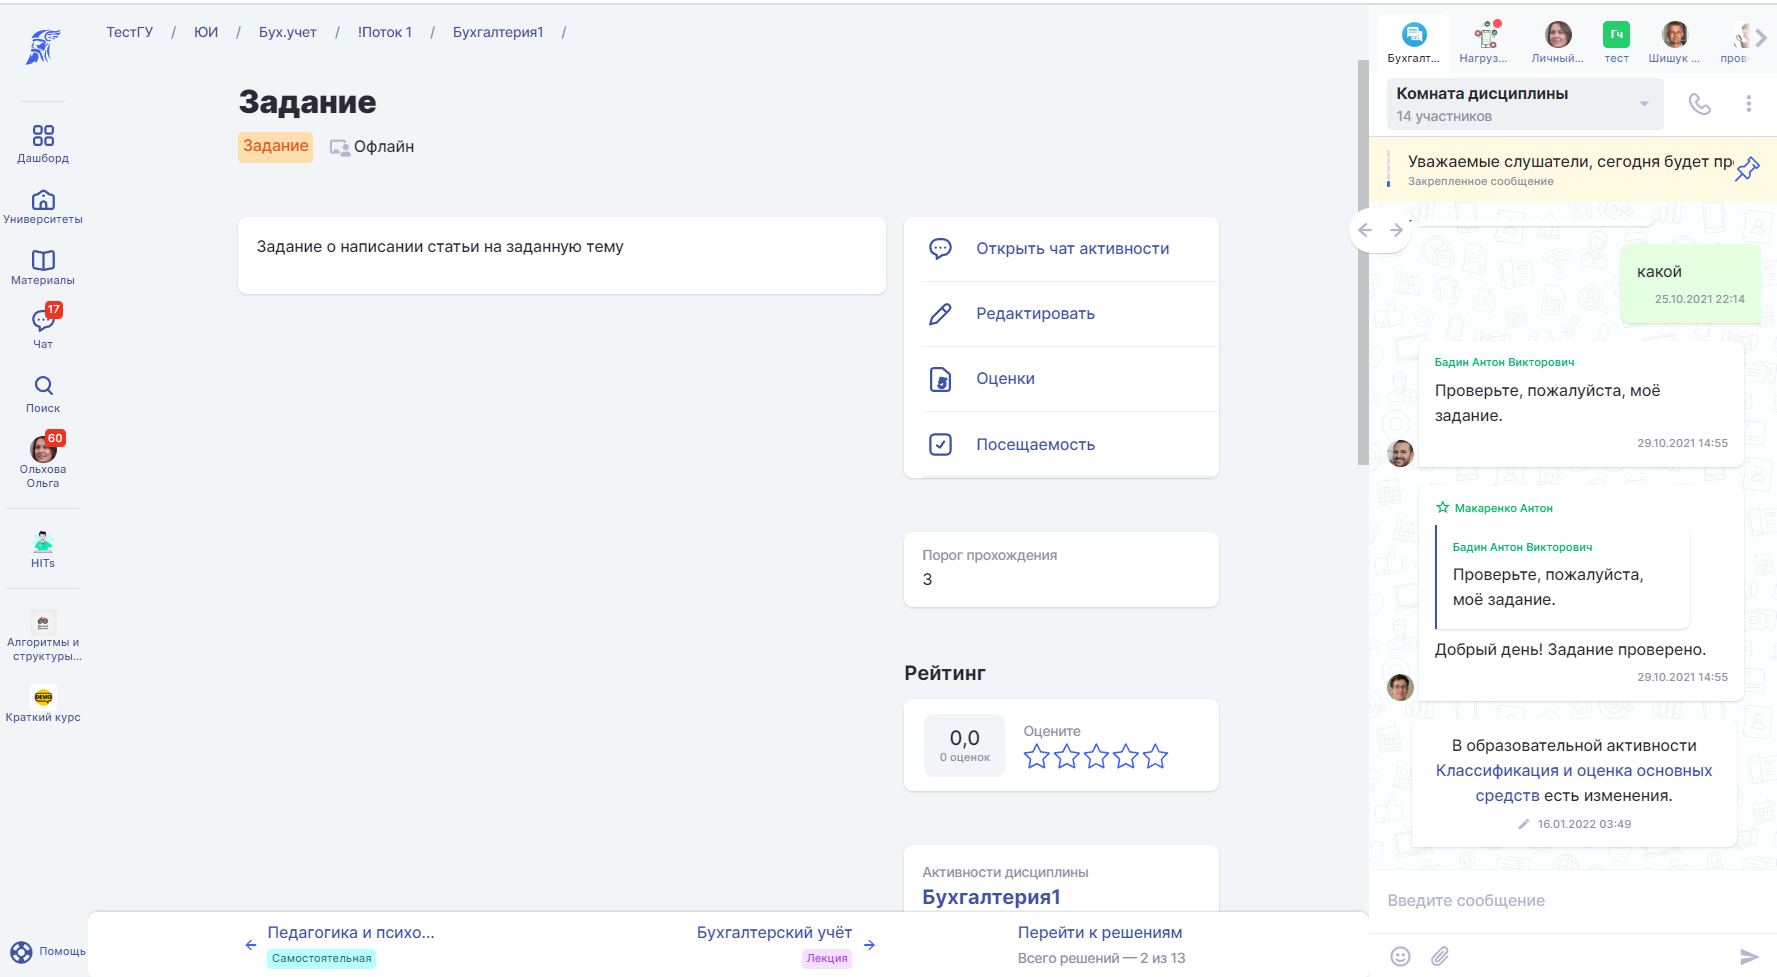 ТестГУ / ЮИ / Бух.учет / !Поток 1 / Бухгалтерия1 /
Дашборд
Университеты
Материалы
17
Чат
Поиск
60
Ольхова
Ольга
HITs
Алгоритмы и
структуры...
DEMO
Краткий курс
Помощь
Задание
Задание Офлайн
Задание о написании статьи на заданную тему
Открыть чат активности
Редактировать
Оценки
Посещаемость
Порог прохождения
3
Рейтинг
0,0
0 оценок
Оцените
Активности дисциплины
Бухгалтерия1
Педагогика и психо...
Самостоятельная
Бухгалтерский учёт
Лекция
Перейти к решениям
Всего решений — 2 из 13
Бухгалт...
Нагруз...
Личный...
Гч
тест
Шишук ...
пров
Комната дисциплины
14 участников
Уважаемые слушатели, сегодня будет пр
Закрепленное сообщение
какой
25.10.2021 22:14
Бадин Антон Викторович
Проверьте, пожалуйста, моё
задание.
29.10.2021 14:55
Макаренко Антон
Бадин Антон Викторович
Проверьте, пожалуйста,
моё задание.
Добрый день! Задание проверено.
29.10.2021 14:55
В образовательной активности
Классификация и оценка основных
средств есть изменения.
16.01.2022 03:49
Введите сообщение